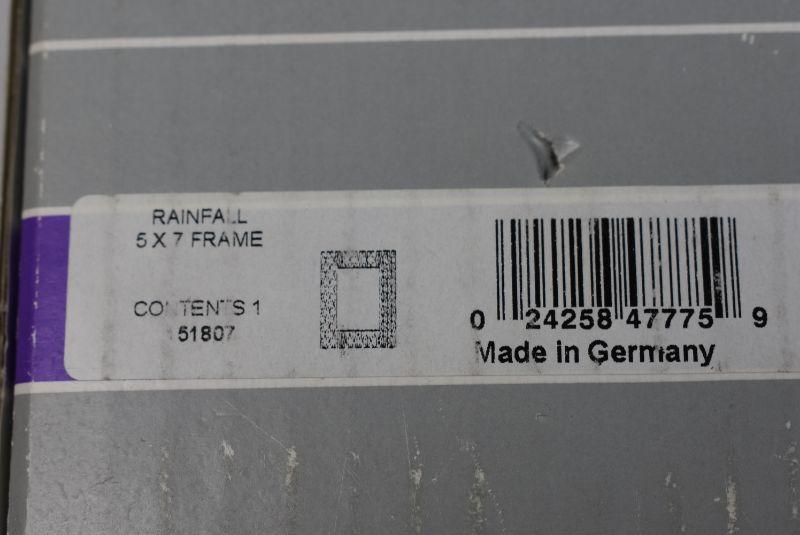 RAINFALL
5 X 7 FRAME
CONTENTS 1
51807
0 24258 47775 9
Made in Germany